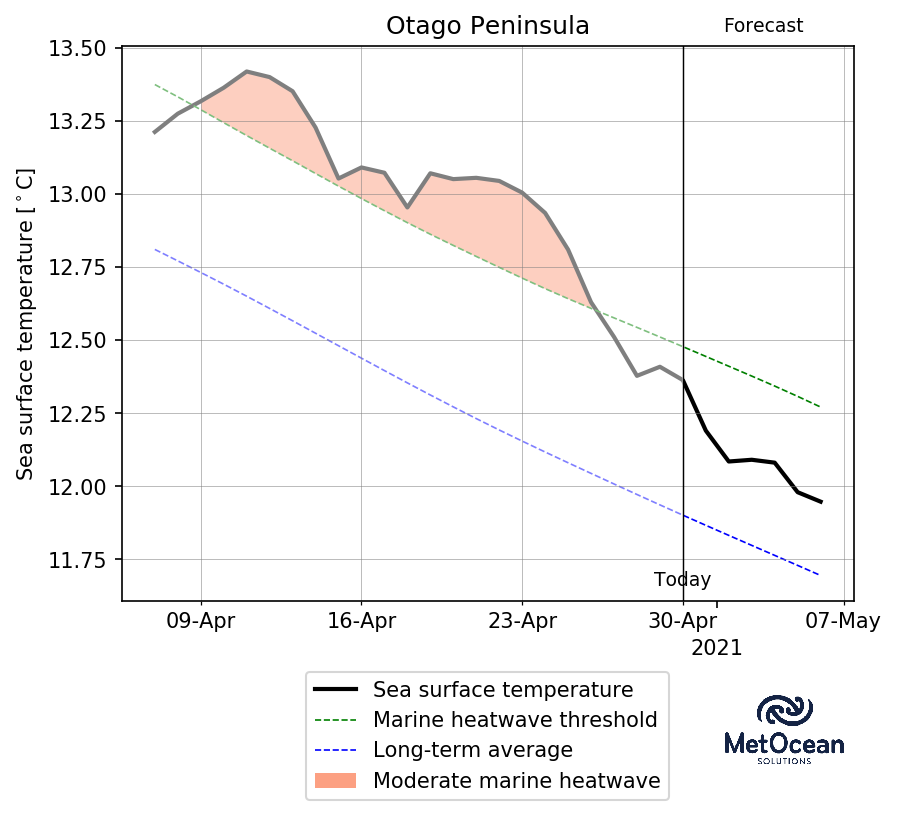 Otago Peninsula
Forecast
13.50
13.25
13.00
12.75
12.50
12.25
12.00
11.75
Sea surface temperature [°C]
Today
09-Apr 16-Apr 23-Apr 30-Apr 07-May
2021
Sea surface temperature
Marine heatwave threshold
Long-term average
Moderate marine heatwave
MetOcean
SOLUTIONS